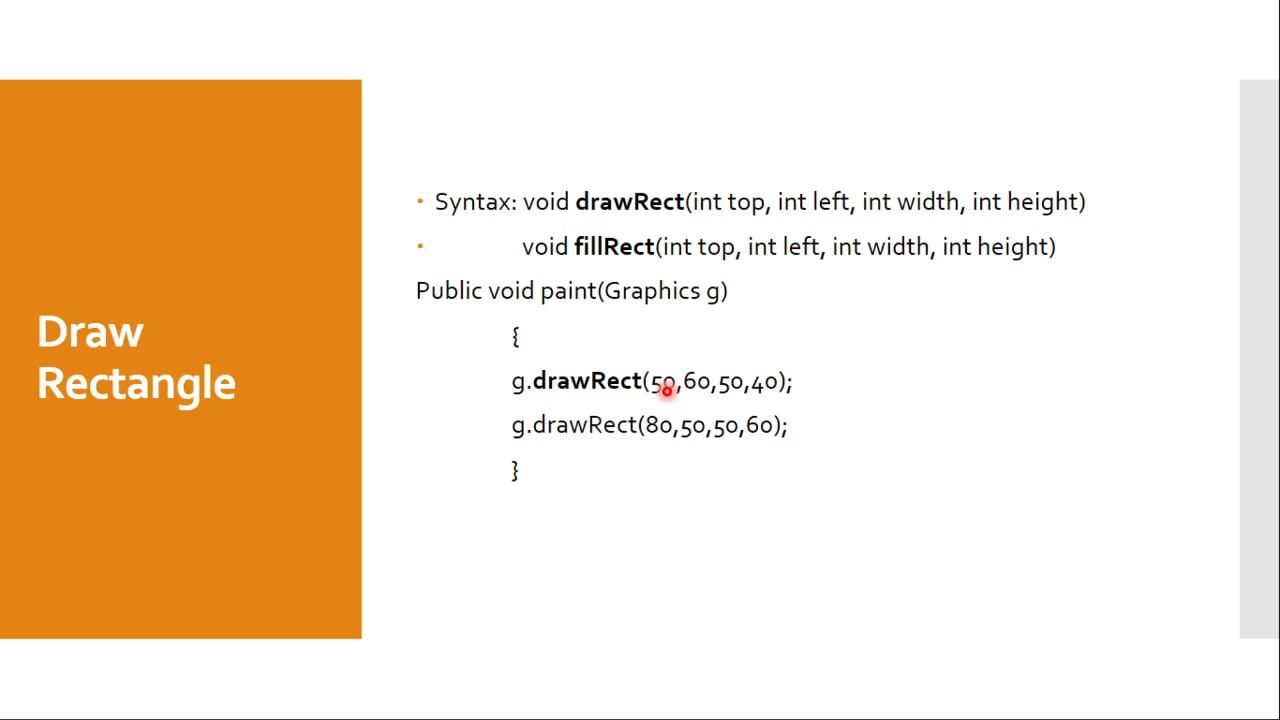 Draw
Rectangle
• Syntax: void drawRect(int top, int left, int width, int height)
• void fillRect(int top, int left, int width, int height)
Public void paint(Graphics g)
{
g.drawRect(50,60,50,40);
g.drawRect(80,50,50,60);
}